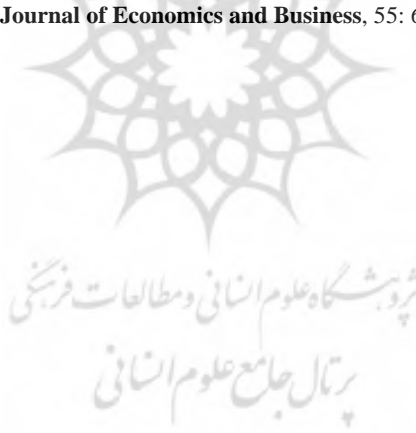 Journal of Economics and Business, 55: 6
پژوهشگاه علوم انسانی و مطالعات فرهنگی
پرتال جامع علوم انسانی